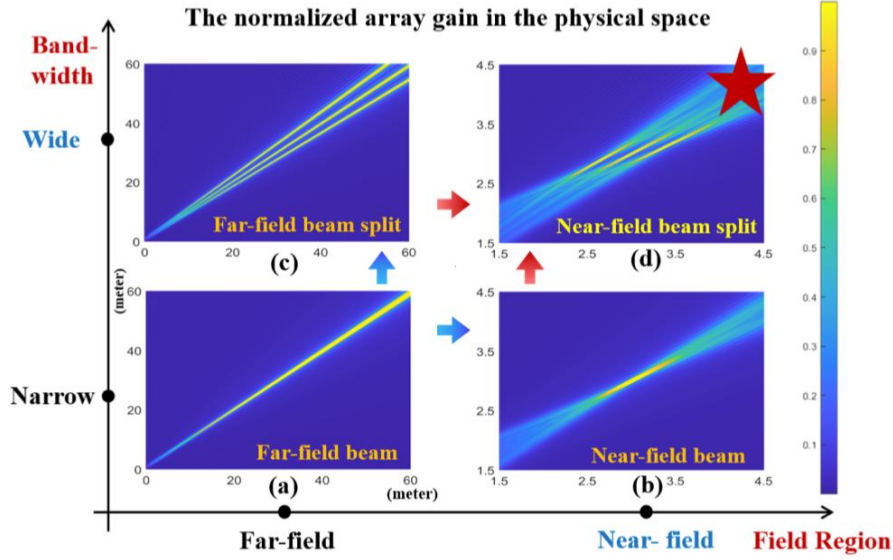 The normalized array gain in the physical space
Band-
width
Wide
Narrow
(meter)
60
40
20
0
0
20
40
60
Far-field beam split
(c)
4.5
3.5
2.5
1.5
1.5
2.5
3.5
4.5
Near-field beam split
(d)
60
40
20
0
0
20
40
60
Far-field beam
(a)
(meter)
4.5
3.5
2.5
1.5
1.5
2.5
3.5
4.5
Near-field beam
(b)
0.9
0.8
0.7
0.6
0.5
0.4
0.3
0.2
0.1
Far-field
Near- field
Field Region